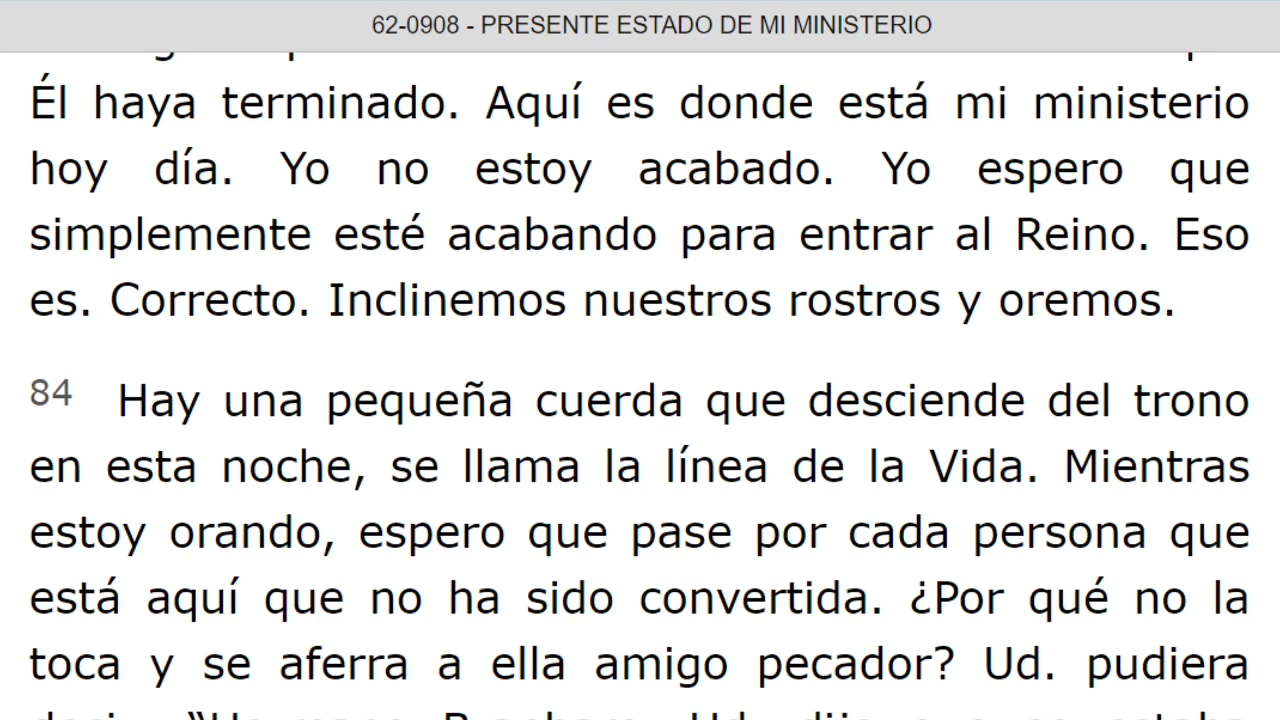 62-0908 - PRESENTE ESTADO DE MI MINISTERIO
Él haya terminado. Aquí es donde está mi ministerio
hoy día. Yo no estoy acabado. Yo espero que
simplemente esté acabando para entrar al Reino. Eso
es. Correcto. Inclinemos nuestros rostros y oremos.
84 Hay una pequeña cuerda que desciende del trono
en esta noche, se llama la línea de la Vida. Mientras
estoy orando, espero que pase por cada persona que
está aquí que no ha sido convertida. ¿Por qué no la
toca y se aferra a ella amigo pecador? Ud. pudiera